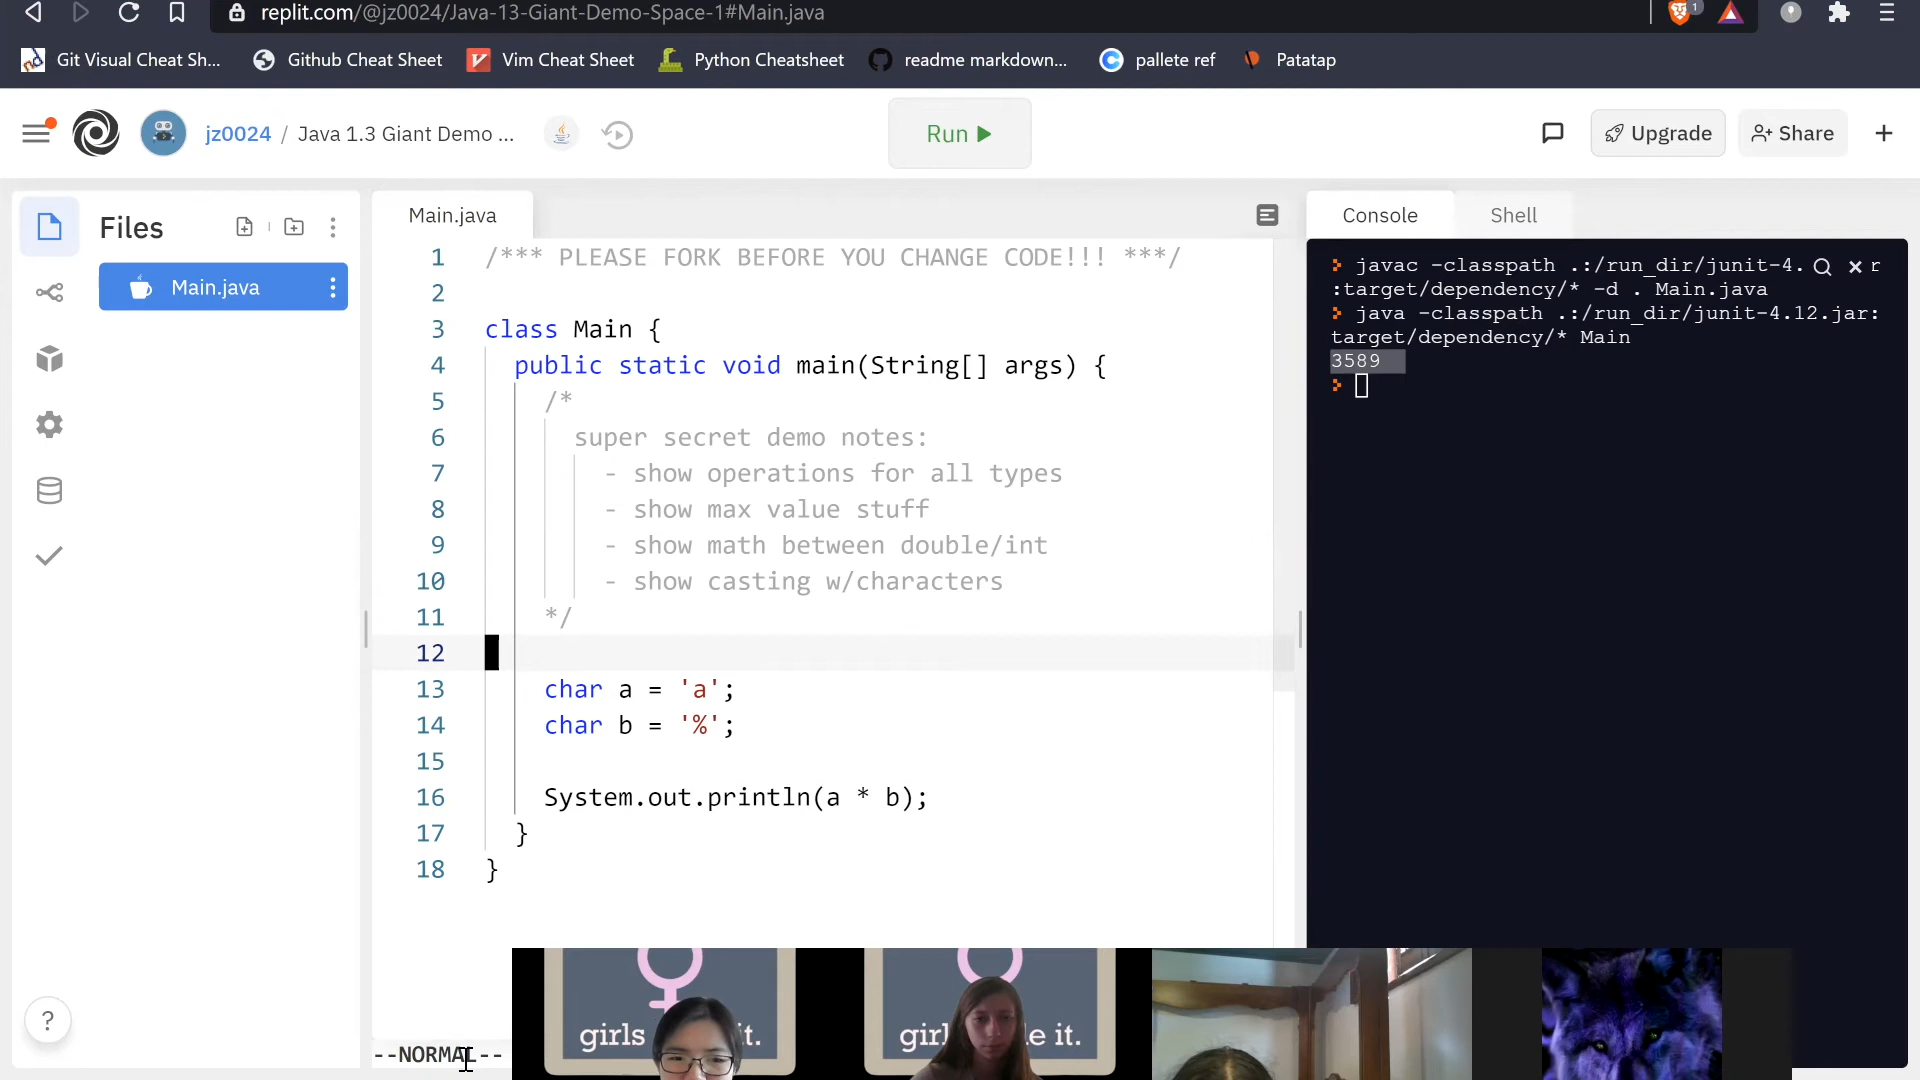 replit.com/@jz0024/Java-13-Giant-Demo-Space-1#Main.java
1
Git Visual Cheat Sh...
Github Cheat Sheet
Vim Cheat Sheet
Python Cheatsheet
readme markdown...
pallete ref
Patatap
jz0024 / Java 1.3 Giant Demo ...
Run
Upgrade
Share
Files
Main.java
Main.java
1 /*** PLEASE FORK BEFORE YOU CHANGE CODE!!! ***/
2
3 class Main {
4 public static void main(String[] args) {
5 /*
6 super secret demo notes:
7 - show operations for all types
8 - show max value stuff
9 - show math between double/int
10 - show casting w/characters
11 */
12
13 char a = 'a';
14 char b = '%';
15
16 System.out.println(a * b);
17 }
18 }
--NORMAL--
Console
Shell
javac -classpath .:/run_dir/junit-4. r
:target/dependency/* -d . Main.java
java -classpath .:/run_dir/junit-4.12.jar:
target/dependency/* Main
3589
?
girls it.
it.